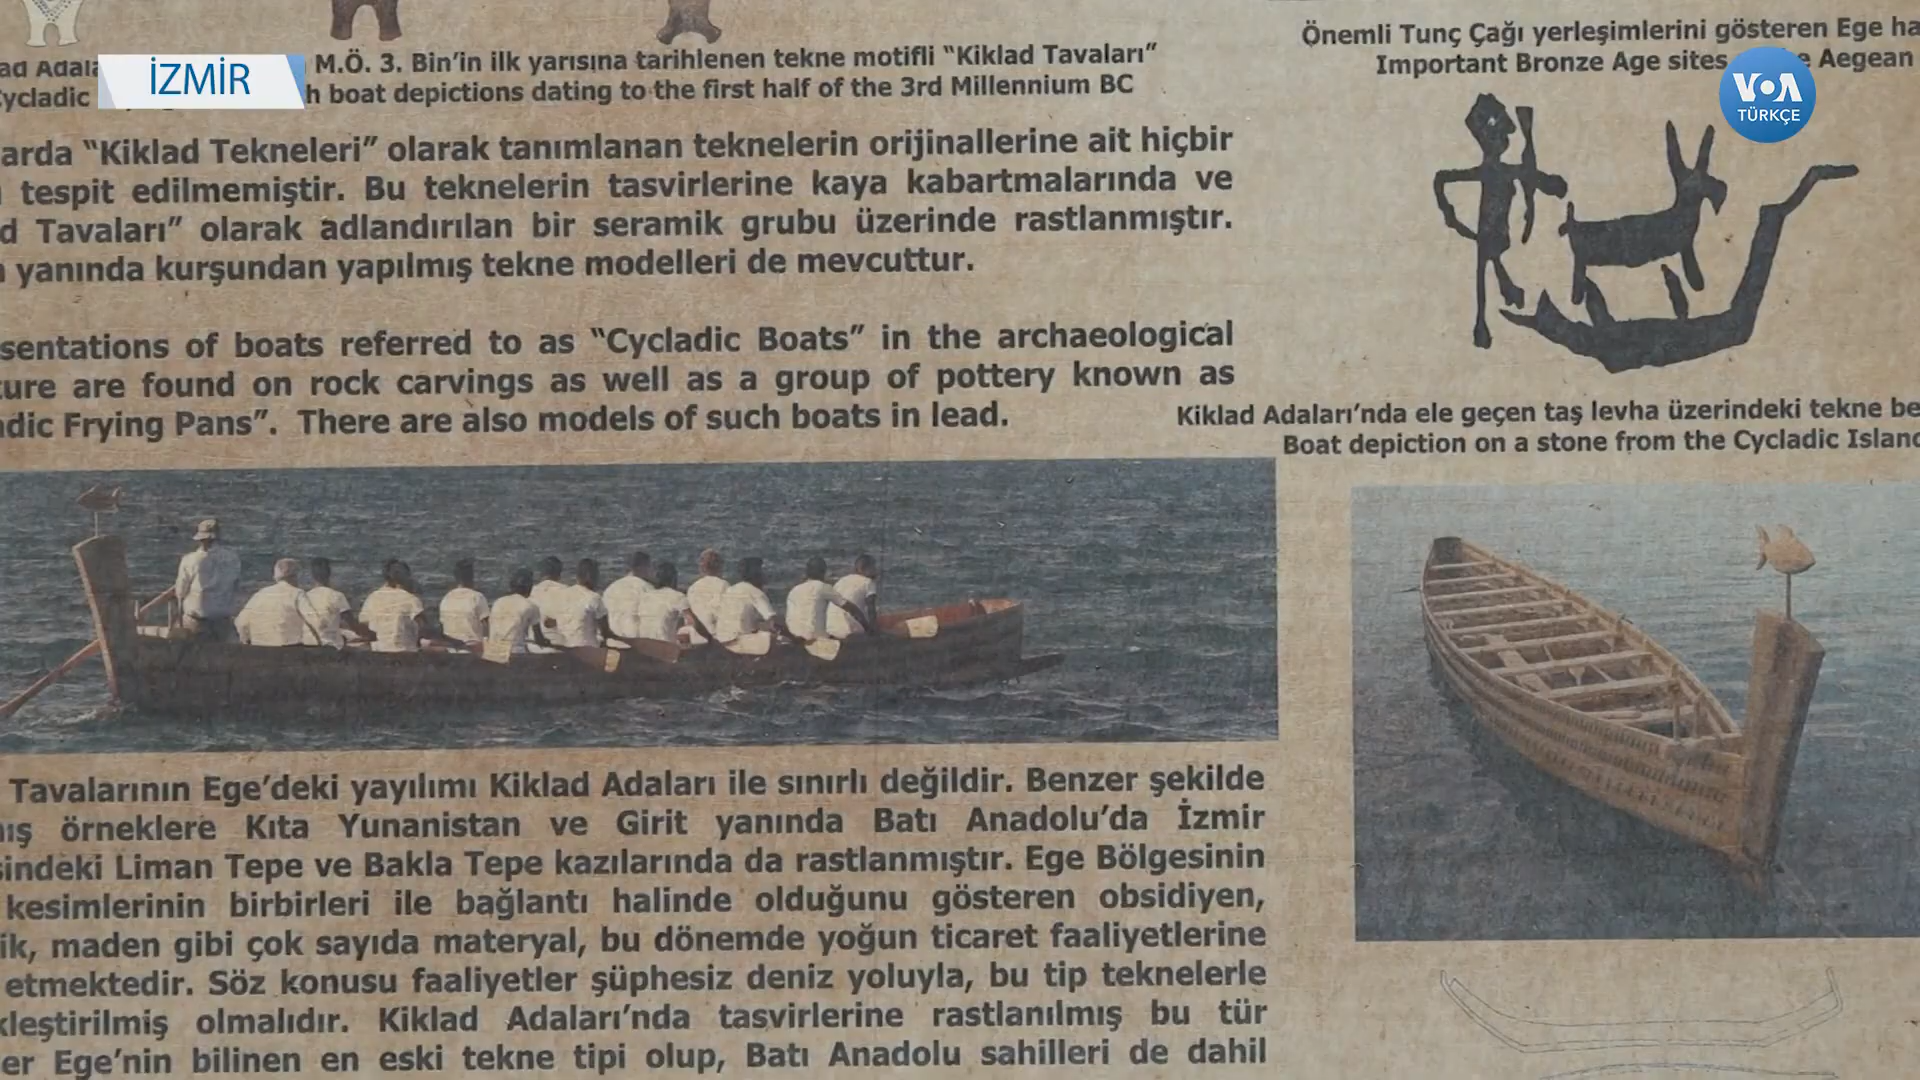 İZMİR
VOA
TÜRKÇE
M.Ö. 3. Bin'in ilk yarısına tarihlenen tekne motifli “Kiklad Tavaları”
boat depictions dating to the first half of the 3rd Millennium BC
Önemli Tunç Çağı yerleşimlerini gösteren Ege
Important Bronze Age sites Aegean
“Kiklad Tekneleri” olarak tanımlanan teknelerin orijinallerine ait hiçbir
tespit edilmemiştir. Bu teknelerin tasvirlerine kaya kabartmalarında ve
Tavaları” olarak adlandırılan bir seramik grubu üzerinde rastlanmıştır.
yanında kurşundan yapılmış tekne modelleri de mevcuttur.
of boats referred to as “Cycladic Boats” in the archaeological
are found on rock carvings as well as a group of pottery known as
Frying Pans”. There are also models of such boats in lead.
Kiklad Adaları'nda ele geçen taş levha üzerindeki tekne
Boat depiction on a stone from the Cycladic
Tavalarının Ege'deki yayılımı Kiklad Adaları ile sınırlı değildir. Benzer şekilde
örneklere Kıta Yunanistan ve Girit yanında Batı Anadolu'da İzmir
Liman Tepe ve Bakla Tepe kazılarında da rastlanmıştır. Ege Bölgesinin
kesimlerinin birbirleri ile bağlantı halinde olduğunu gösteren obsidiyen,
maden gibi çok sayıda materyal, bu dönemde yoğun ticaret faaliyetlerine
etmektedir. Söz konusu faaliyetler şüphesiz deniz yoluyla, bu tip teknelerle
olmalıdır. Kiklad Adaları'nda tasvirlerine rastlanılmış bu tür
Ege'nin bilinen en eski tekne tipi olup, Batı Anadolu sahilleri de dahil